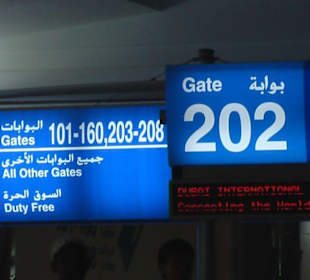 البوابات
Gates 101-160,203-208
جميع البوابات الأخرى
All Other Gates
السوق الحرة
Duty Free
Gate بوابة
202
DUBAI INTERNATIONAL
Connecting the World